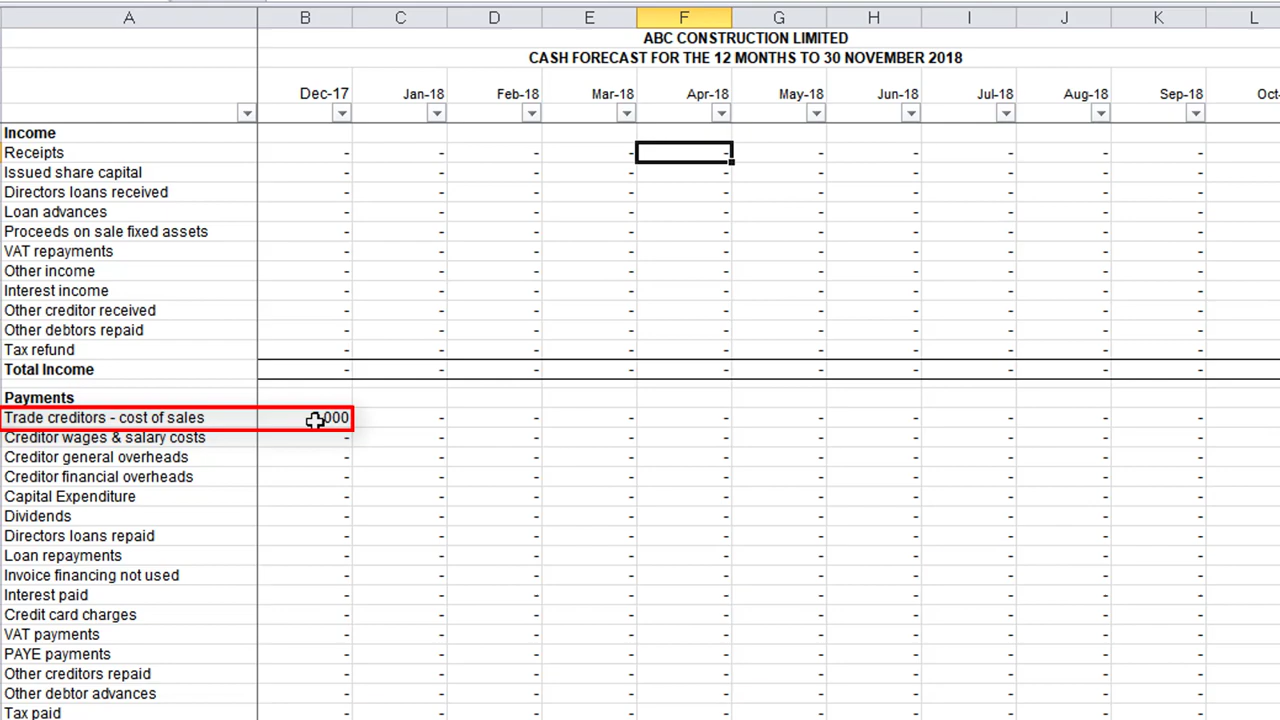 A B C D E F G H I J K L
ABC CONSTRUCTION LIMITED
CASH FORECAST FOR THE 12 MONTHS TO 30 NOVEMBER 2018
Dec-17 Jan-18 Feb-18 Mar-18 Apr-18 May-18 Jun-18 Jul-18 Aug-18 Sep-18 Oct-
Income
Receipts - - - - - - - - - -
Issued share capital - - - - - - - - - -
Directors loans received - - - - - - - - - -
Loan advances - - - - - - - - - -
Proceeds on sale fixed assets - - - - - - - - - -
VAT repayments - - - - - - - - - -
Other income - - - - - - - - - -
Interest income - - - - - - - - - -
Other creditor received - - - - - - - - - -
Other debtors repaid - - - - - - - - - -
Tax refund - - - - - - - - - -
Total Income - - - - - - - - - -
Payments
Trade creditors - cost of sales 000 - - - - - - - - -
Creditor wages & salary costs - - - - - - - - - -
Creditor general overheads - - - - - - - - - -
Creditor financial overheads - - - - - - - - - -
Capital Expenditure - - - - - - - - - -
Dividends - - - - - - - - - -
Directors loans repaid - - - - - - - - - -
Loan repayments - - - - - - - - - -
Invoice financing not used - - - - - - - - - -
Interest paid - - - - - - - - - -
Credit card charges - - - - - - - - - -
VAT payments - - - - - - - - - -
PAYE payments - - - - - - - - - -
Other creditors repaid - - - - - - - - - -
Other debtor advances - - - - - - - - - -
Tax paid - - - - - - - - - -